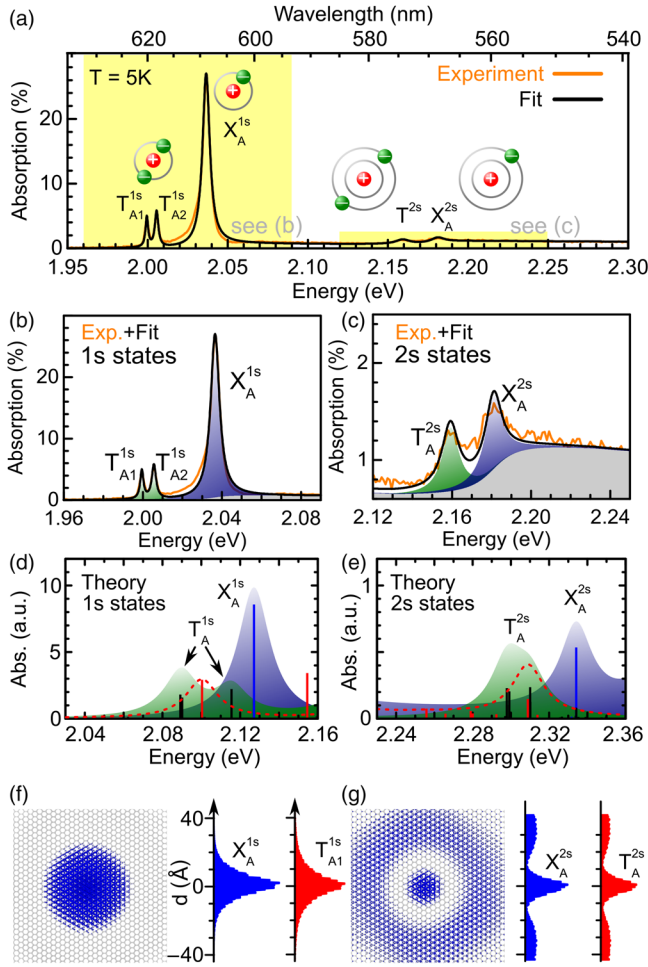 (a)
Wavelength (nm)
620 600 580 560 540
T = 5K
Experiment
Fit
X_A^1s
T_A1^1s T_A2^1s
T^2s X_A^2s
see (b)
see (c)
Absorption (%)
0 10 20
1.95 2.00 2.05 2.10 2.15 2.20 2.25 2.30
Energy (eV)
(b)
Exp.+Fit
1s states
X_A^1s
T_A1^1s T_A2^1s
Absorption (%)
0 10 20
1.96 2.00 2.04 2.08
Energy (eV)
(c)
Exp.+Fit
2s states
X_A^2s
T_A^2s
Absorption (%)
1 2
2.12 2.16 2.20 2.24
Energy (eV)
(d)
Theory
1s states
X_A^1s
T_A^1s
Abs. (a.u.)
0 5 10
2.04 2.08 2.12 2.16
Energy (eV)
(e)
Theory
2s states
X_A^2s
T_A^2s
Abs. (a.u.)
0 1
2.24 2.28 2.32 2.36
Energy (eV)
(f)
d (Å)
40
0
−40
X_A^1s
T_A1^1s
(g)
X_A^2s
T_A^2s